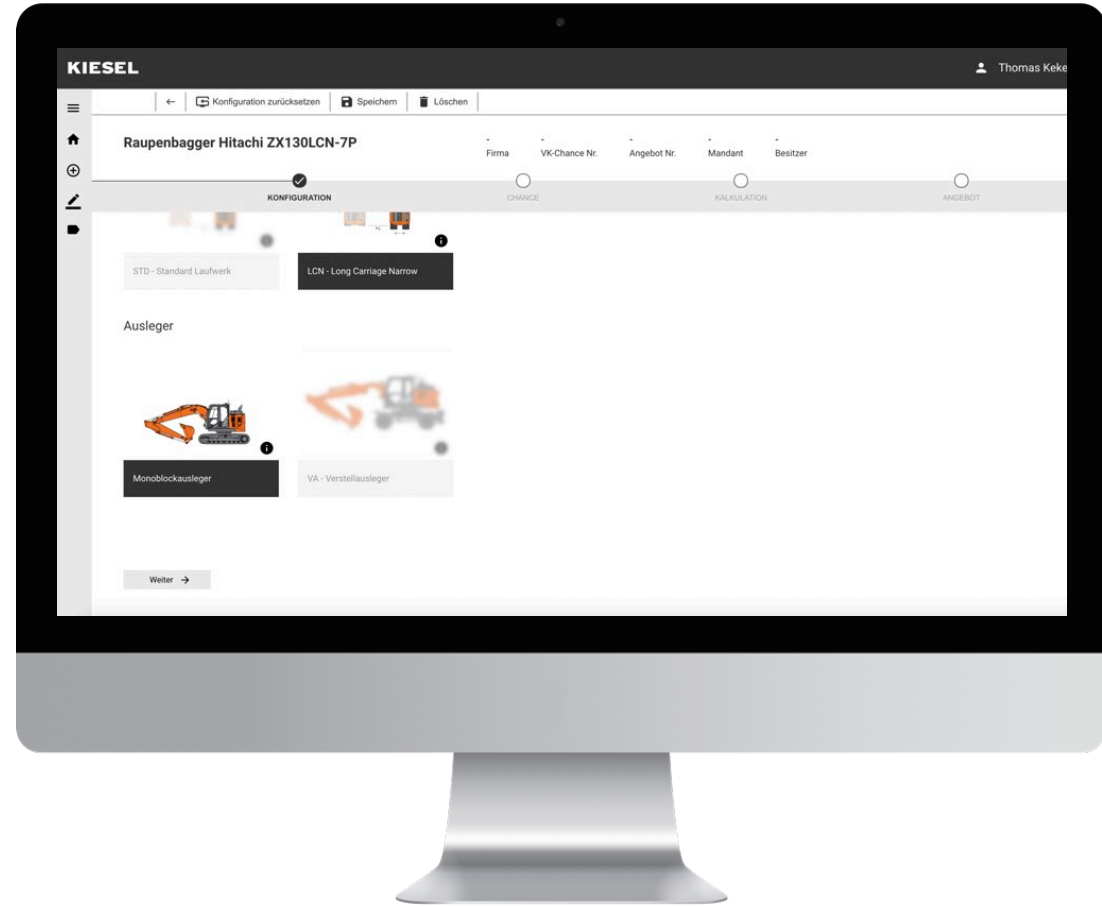 KIESEL
Thomas Keke
Konfiguration zurücksetzen
Speichern
Löschen
Raupenbagger Hitachi ZX130LCN-7P
- - - - -
Firma VK-Chance Nr. Angebot Nr. Mandant Besitzer
KONFIGURATION CHANCE KALKULATION ANGEBOT
STD - Standard Laufwerk
LCN - Long Carriage Narrow
Ausleger
Monoblockausleger
VA - Verstellausleger
Weiter